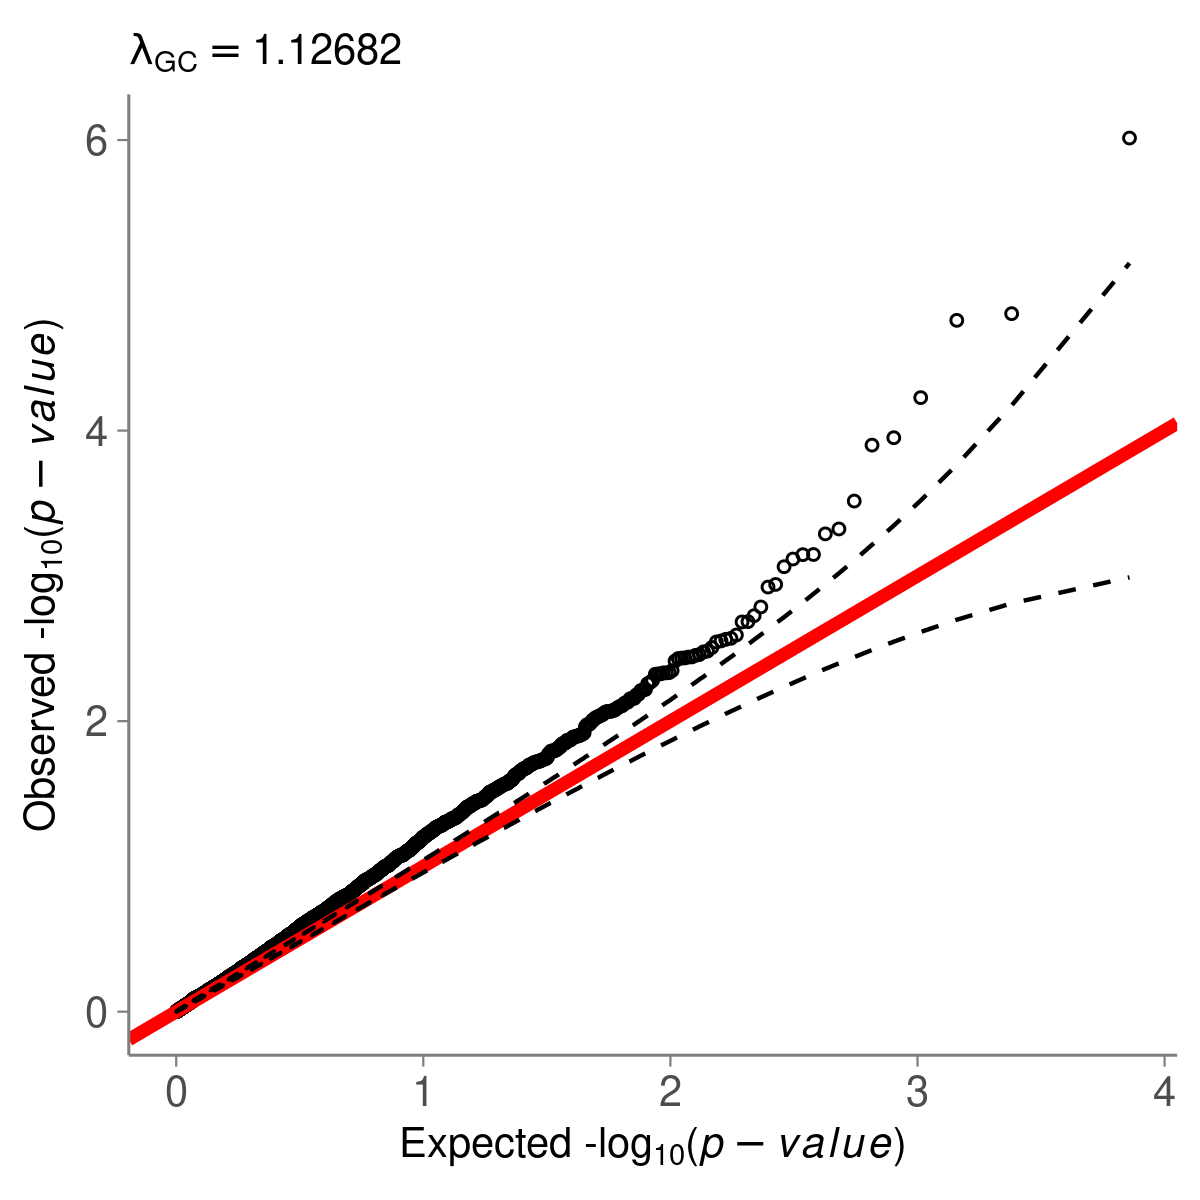 λGC = 1.12682
6
4
2
0
Observed -log10(p − value)
0 1 2 3 4
Expected -log10(p − value)